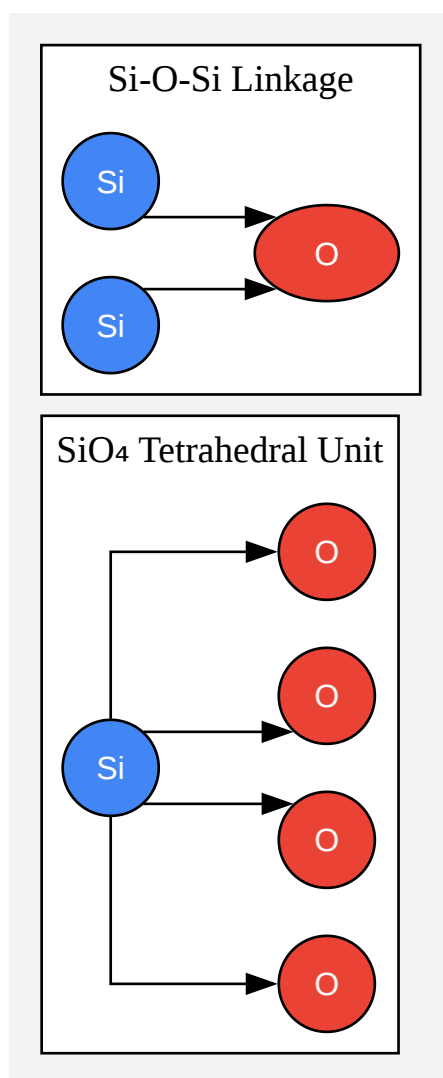 Si-O-Si Linkage
Si
O
Si
SiO₄ Tetrahedral Unit
O
O
Si
O
O